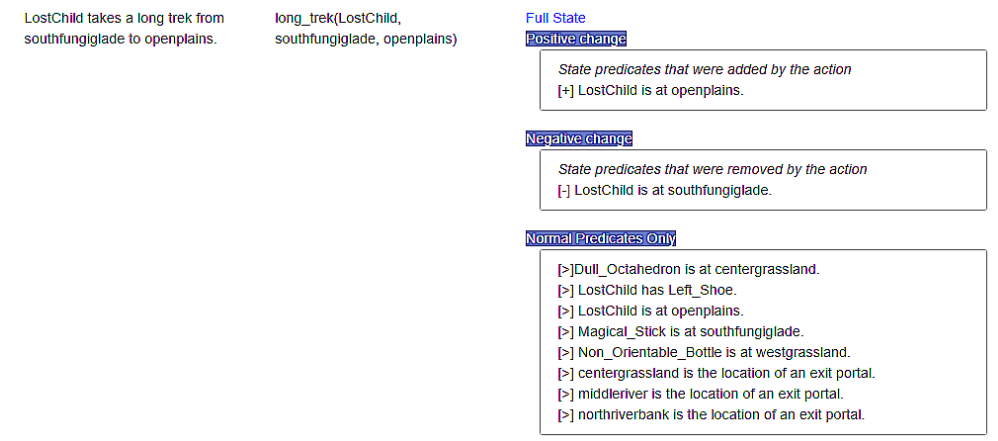 LostChild takes a long trek from
southfungiglade to openplains.
long_trek(LostChild,
southfungiglade, openplains)
Full State
Positive change
State predicates that were added by the action
[+] LostChild is at openplains.
Negative change
State predicates that were removed by the action
[-] LostChild is at southfungiglade.
Normal Predicates Only
[>]Dull_Octahedron is at centergrassland.
[>] LostChild has Left_Shoe.
[>] LostChild is at openplains.
[>] Magical_Stick is at southfungiglade.
[>] Non_Orientable_Bottle is at westgrassland.
[>] centergrassland is the location of an exit portal.
[>] middleriver is the location of an exit portal.
[>] northriverbank is the location of an exit portal.